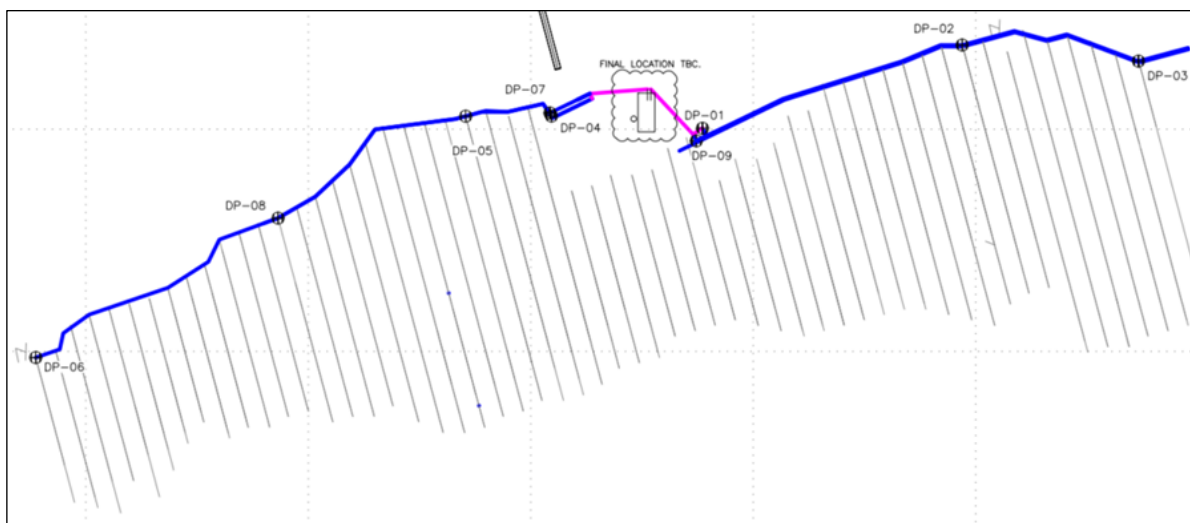 DP-02
FINAL LOCATION TBC.
DP-03
DP-07
DP-01
DP-04
DP-05
DP-09
DP-08
DP-06